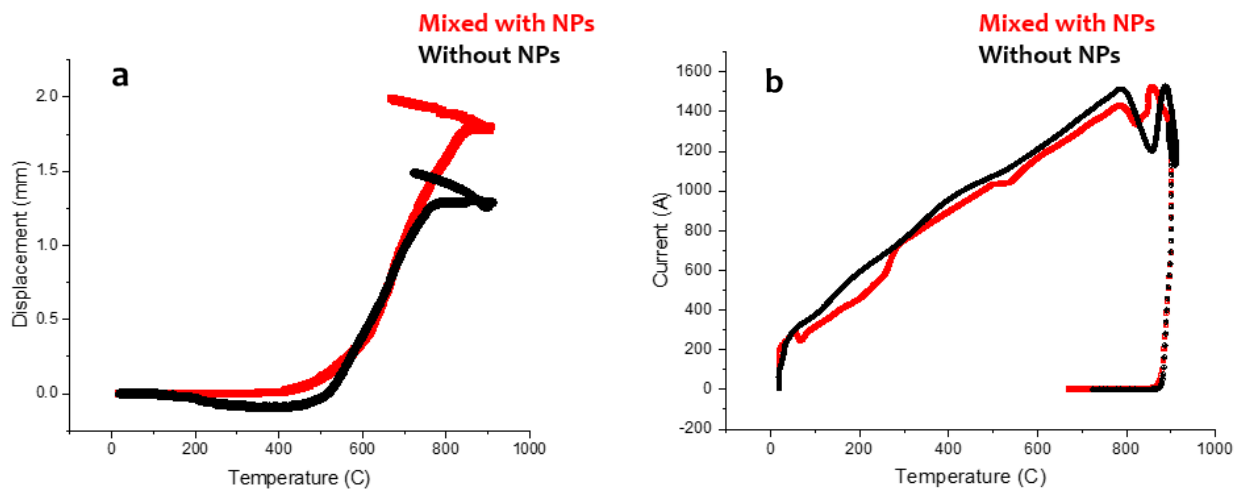 Mixed with NPs
Without NPs
a
2.0
1.5
1.0
0.5
0.0
Displacement (mm)
0
200
400
600
800
1000
Temperature (C)
Mixed with NPs
Without NPs
b
1600
1400
1200
1000
800
600
400
200
0
-200
Current (A)
0
200
400
600
800
1000
Temperature (C)